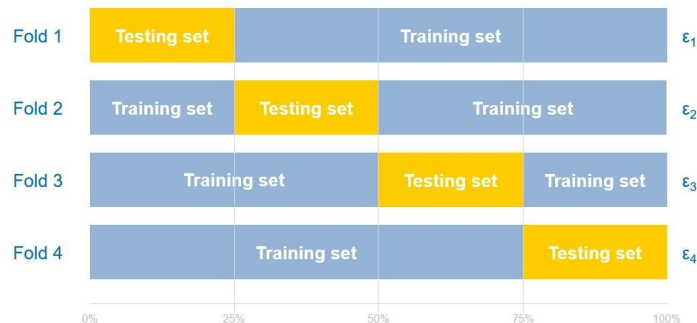 Fold 1 Testing set Training set ε1
Fold 2 Training set Testing set Training set ε2
Fold 3 Training set Testing set Training set ε3
Fold 4 Training set Testing set ε4
0% 25% 50% 75% 100%